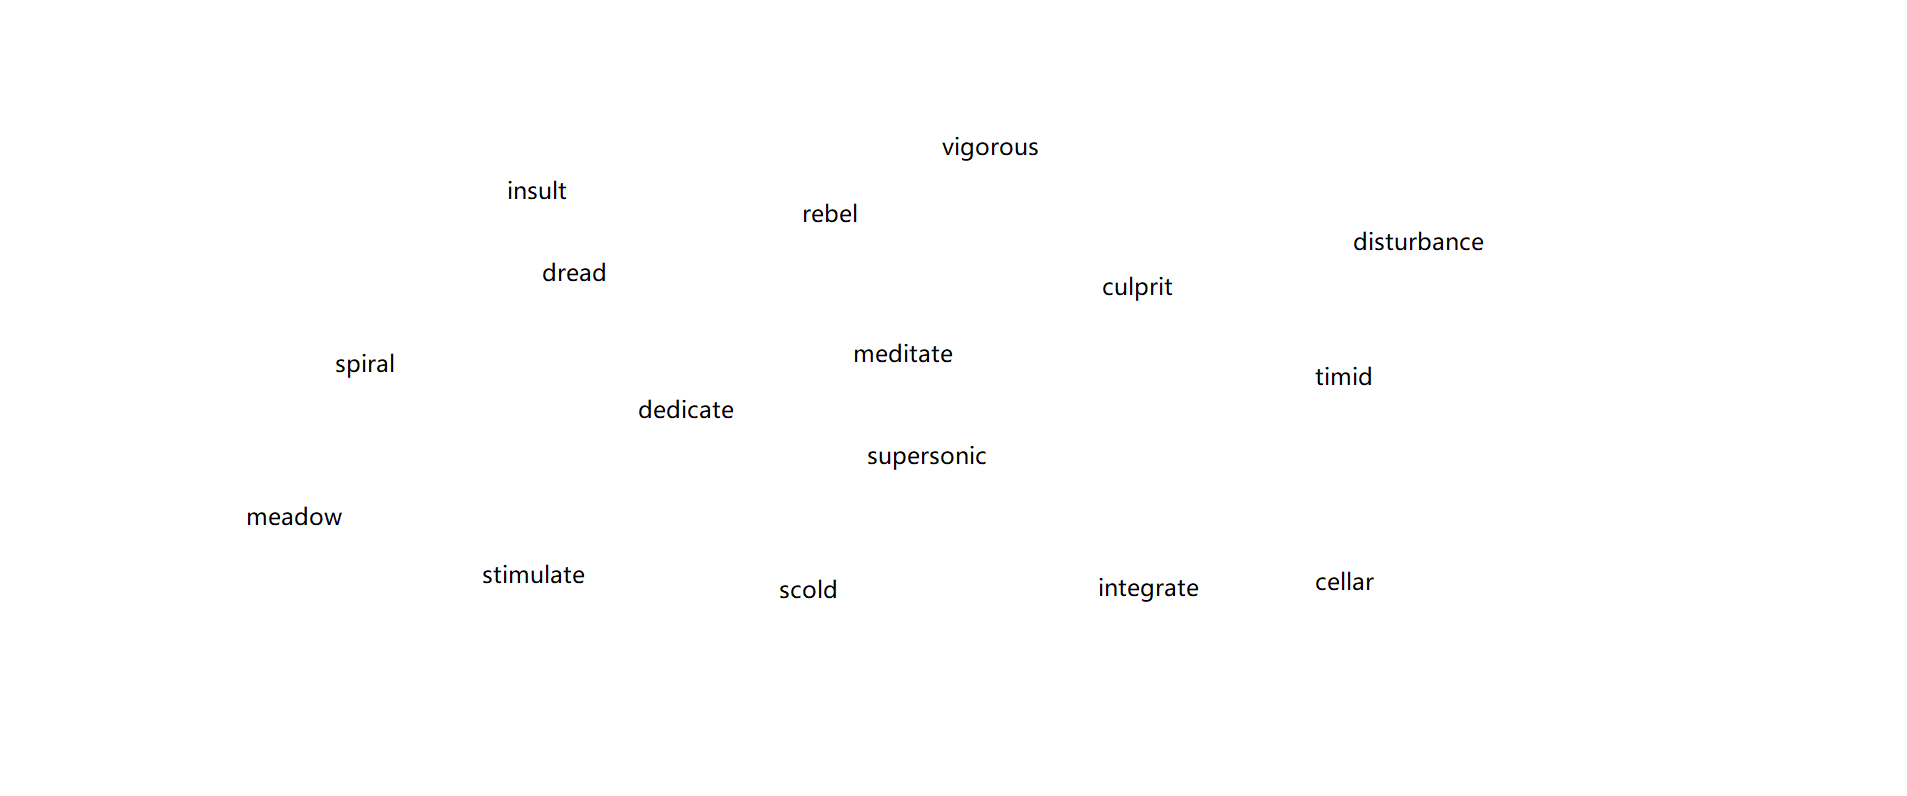 vigorous
insult
rebel
disturbance
dread
culprit
meditate
spiral
timid
dedicate
supersonic
meadow
stimulate
scold
integrate
cellar